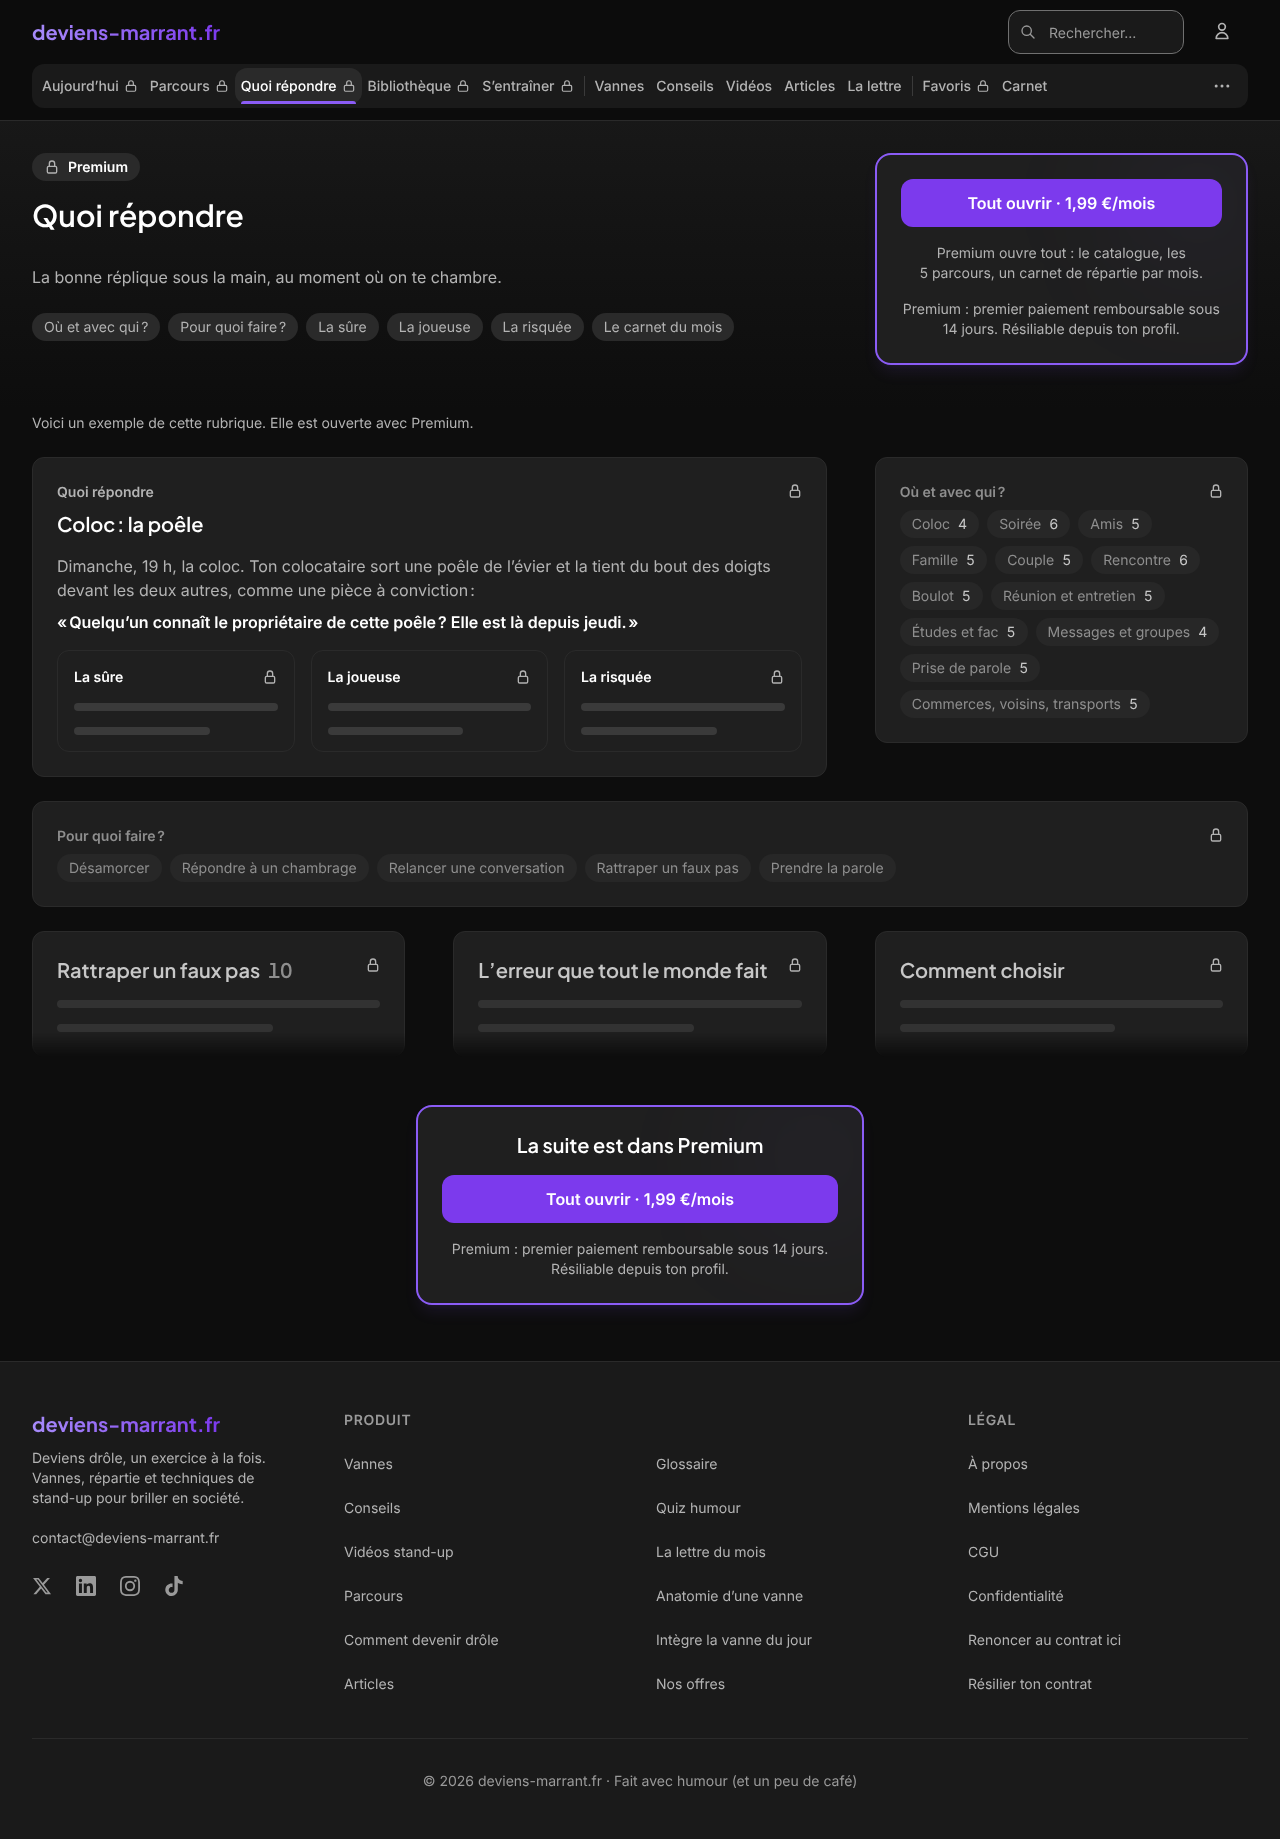 deviens-marrant.fr
Rechercher...
Aujourd’hui Parcours Quoi répondre Bibliothèque S’entraîner Vannes Conseils Vidéos Articles La lettre Favoris Carnet
Premium
Quoi répondre
La bonne réplique sous la main, au moment où on te chambre.
Où et avec qui ? Pour quoi faire ? La sûre La joueuse La risquée Le carnet du mois
Tout ouvrir · 1,99 €/mois
Premium ouvre tout : le catalogue, les
5 parcours, un carnet de répartie par mois.
Premium : premier paiement remboursable sous
14 jours. Résiliable depuis ton profil.
Voici un exemple de cette rubrique. Elle est ouverte avec Premium.
Quoi répondre
Coloc : la poêle
Dimanche, 19 h, la coloc. Ton colocataire sort une poêle de l’évier et la tient du bout des doigts
devant les deux autres, comme une pièce à conviction :
« Quelqu’un connaît le propriétaire de cette poêle ? Elle est là depuis jeudi. »
La sûre La joueuse La risquée
Où et avec qui ?
Coloc 4 Soirée 6 Amis 5
Famille 5 Couple 5 Rencontre 6
Boulot 5 Réunion et entretien 5
Études et fac 5 Messages et groupes 4
Prise de parole 5
Commerces, voisins, transports 5
Pour quoi faire ?
Désamorcer Répondre à un chambrage Relancer une conversation Rattraper un faux pas Prendre la parole
Rattraper un faux pas 10
L’erreur que tout le monde fait
Comment choisir
La suite est dans Premium
Tout ouvrir · 1,99 €/mois
Premium : premier paiement remboursable sous 14 jours.
Résiliable depuis ton profil.
deviens-marrant.fr
Deviens drôle, un exercice à la fois.
Vannes, répartie et techniques de
stand-up pour briller en société.
contact@deviens-marrant.fr
PRODUIT
Vannes
Conseils
Vidéos stand-up
Parcours
Comment devenir drôle
Articles
Glossaire
Quiz humour
La lettre du mois
Anatomie d’une vanne
Intègre la vanne du jour
Nos offres
LÉGAL
À propos
Mentions légales
CGU
Confidentialité
Renoncer au contrat ici
Résilier ton contrat
© 2026 deviens-marrant.fr · Fait avec humour (et un peu de café)